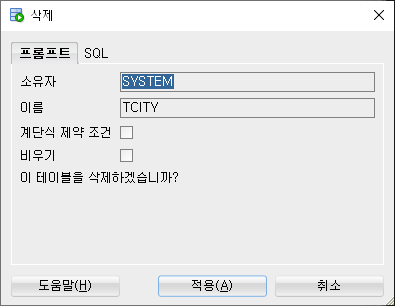 삭제
프롬프트 SQL
소유자 SYSTEM
이름 TCITY
계단식 제약 조건
비우기
이 테이블을 삭제하겠습니까?
도움말(H) 적용(A) 취소